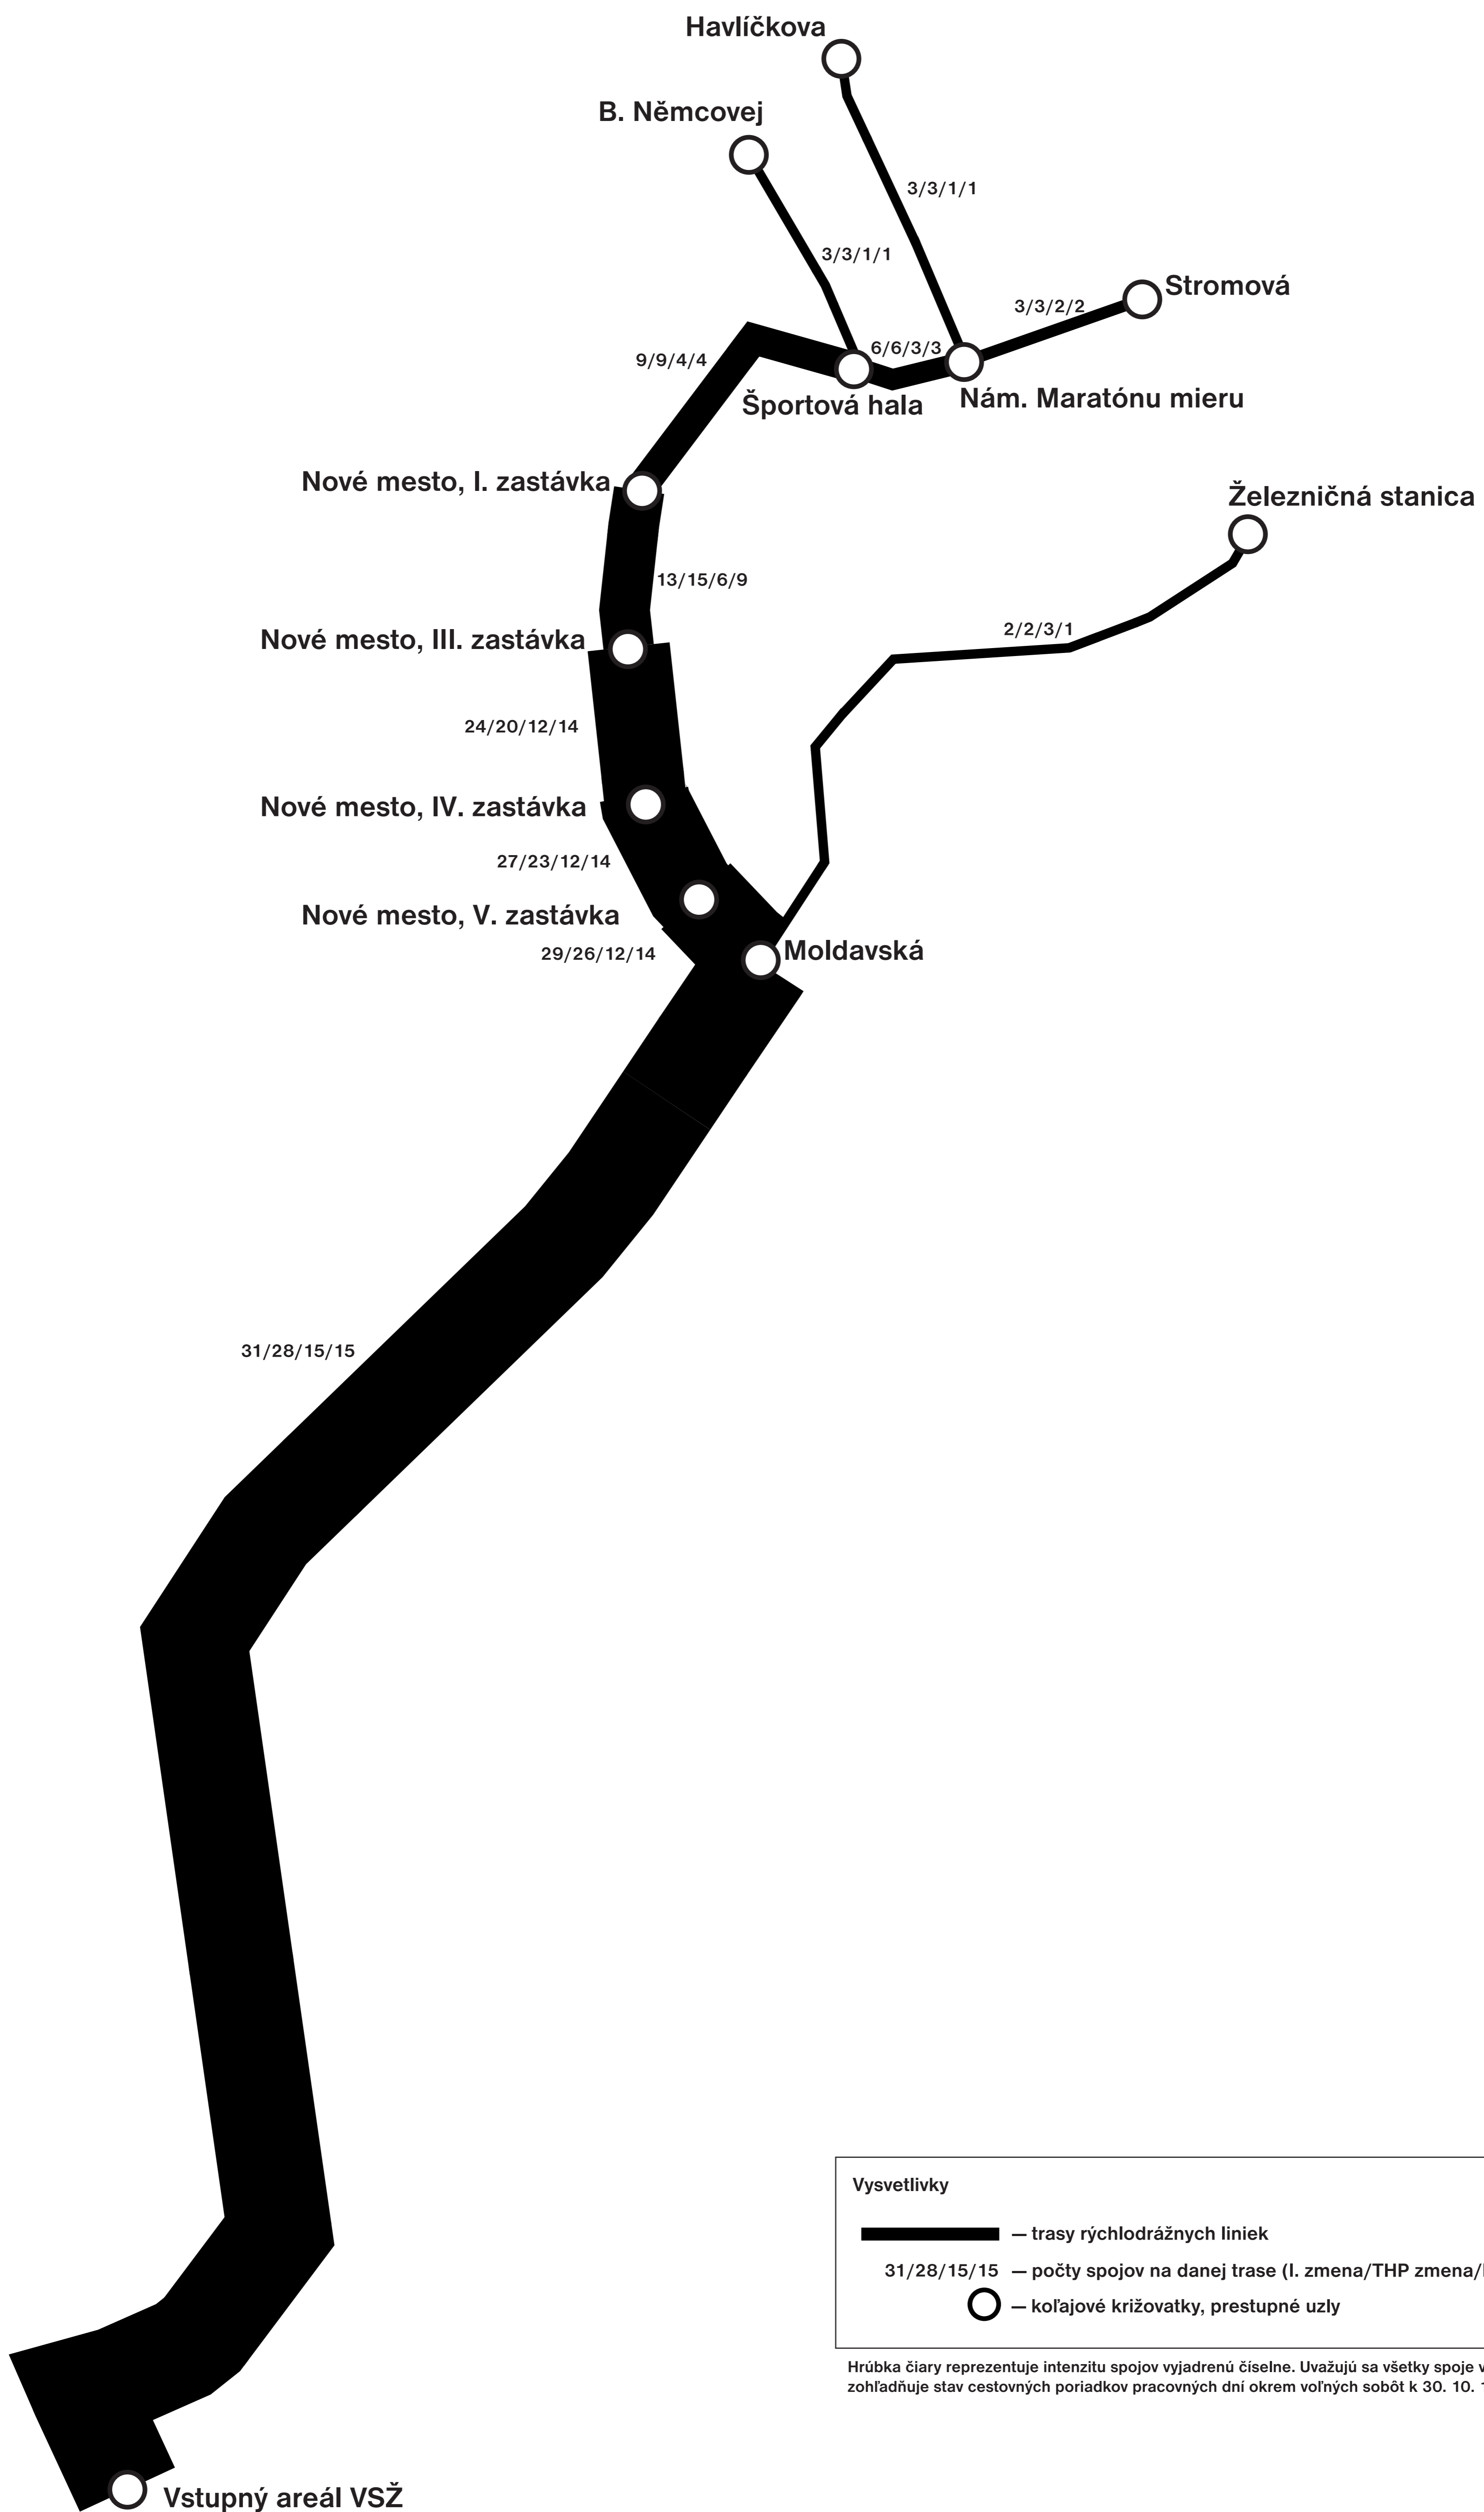 Havlíčkova
B. Němcovej
3/3/1/1
3/3/1/1
Stromová
3/3/2/2
6/6/3/3
9/9/4/4
Športová hala
Nám. Maratónu mieru
Nové mesto, I. zastávka
Železničná stanica
13/15/6/9
2/2/3/1
Nové mesto, III. zastávka
24/20/12/14
Nové mesto, IV. zastávka
27/23/12/14
Nové mesto, V. zastávka
29/26/12/14
Moldavská
31/28/15/15
Vysvetlivky
— trasy rýchlodrážnych liniek
31/28/15/15 — počty spojov na danej trase (I. zmena/THP zmena/
— koľajové križovatky, prestupné uzly
Hrúbka čiary reprezentuje intenzitu spojov vyjadrenú číselne. Uvažujú sa všetky spoje
zohľadňuje stav cestovných poriadkov pracovných dní okrem voľných sobôt k 30. 10.
Vstupný areál VSŽ